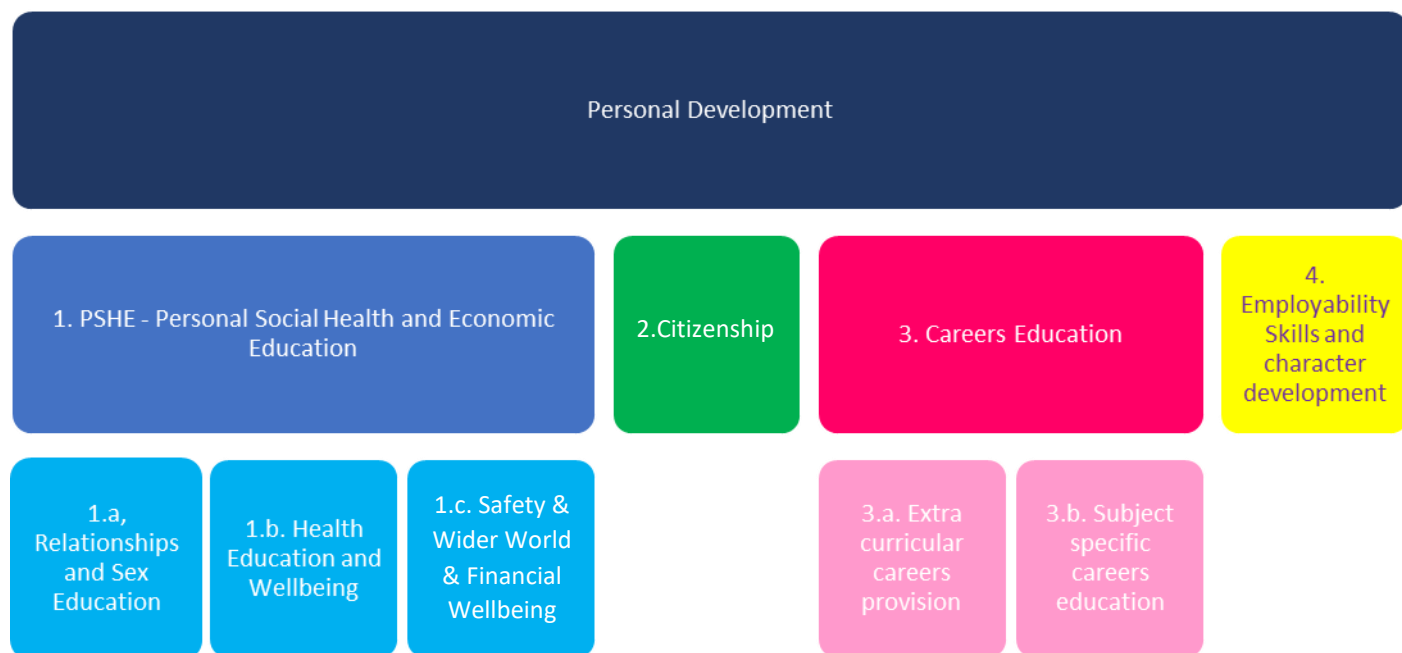 Personal Development
1. PSHE - Personal Social Health and Economic
Education
2.Citizenship
3. Careers Education
4.
Employability
Skills and
character
development
1.a,
Relationships
and Sex
Education
1.b. Health
Education and
Wellbeing
1.c. Safety &
Wider World
& Financial
Wellbeing
3.a. Extra
curricular
careers
provision
3.b. Subject
specific
careers
education